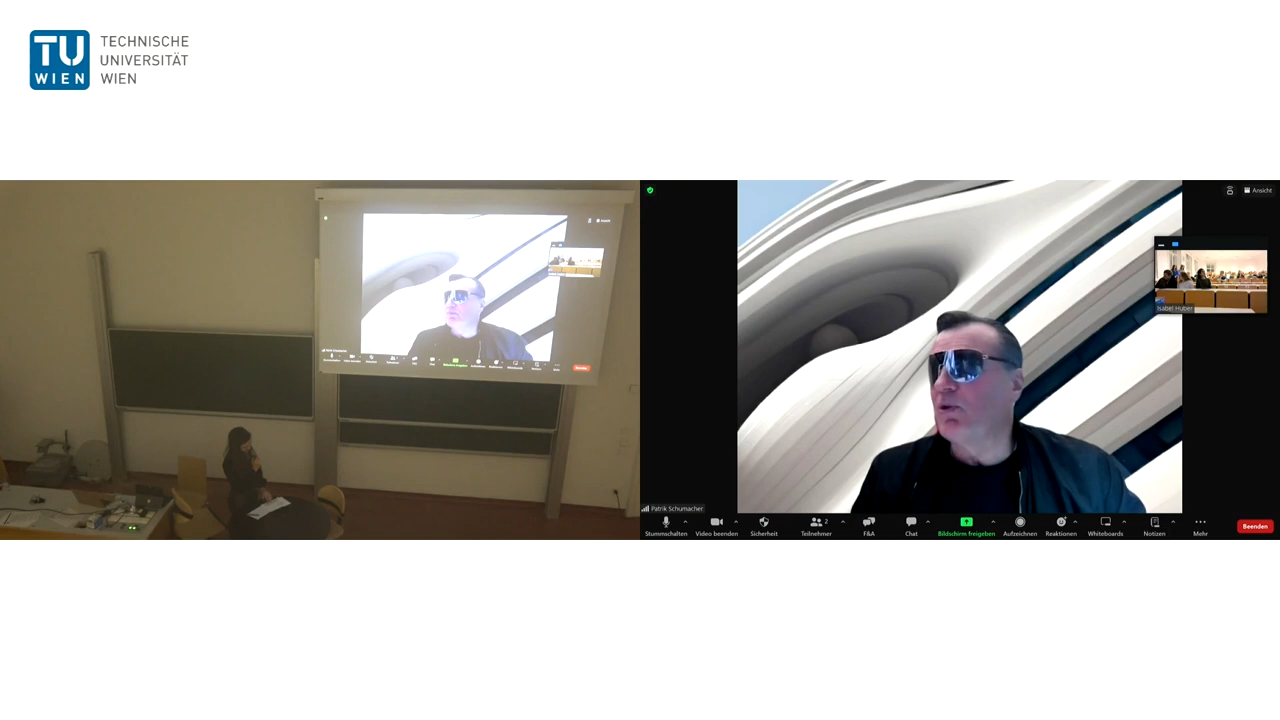 TU
WIEN
TECHNISCHE
UNIVERSITÄT
WIEN
Ansicht
Isabel Huber
Patrik Schumacher
2
Stummschalten
Video beenden
Sicherheit
Teilnehmer
F&A
Chat
Bildschirm freigeben
Aufzeichnen
Reaktionen
Whiteboards
Notizen
Mehr
Beenden